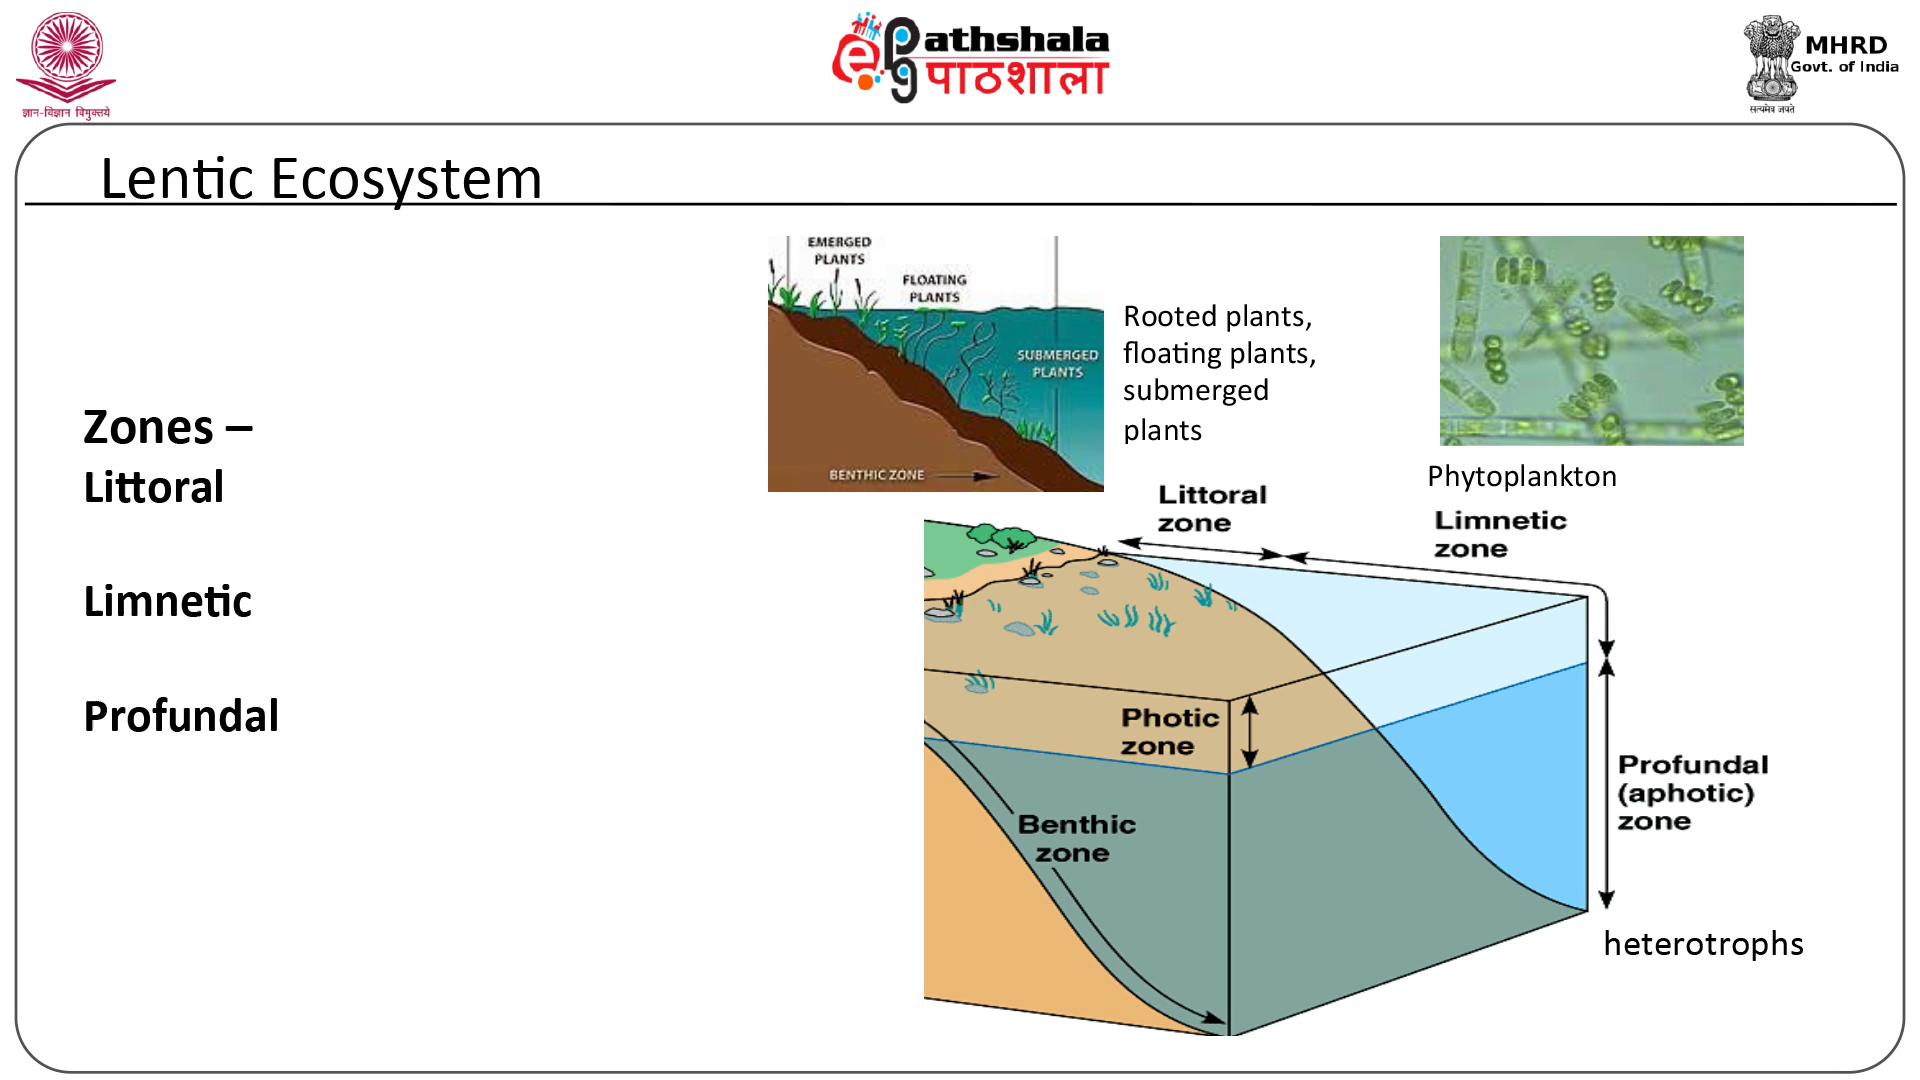 ज्ञान-विज्ञान विमुक्तये
ePg Pathshala
पाठशाला
MHRD
Govt. of India
सत्यमेव जयते
Lentic Ecosystem
EMERGED
PLANTS
FLOATING
PLANTS
SUBMERGED
PLANTS
BENTHIC ZONE
Rooted plants,
floating plants,
submerged
plants
Phytoplankton
Zones –
Littoral
Limnetic
Profundal
Littoral
zone
Limnetic
zone
Photic
zone
Benthic
zone
Profundal
(aphotic)
zone
heterotrophs